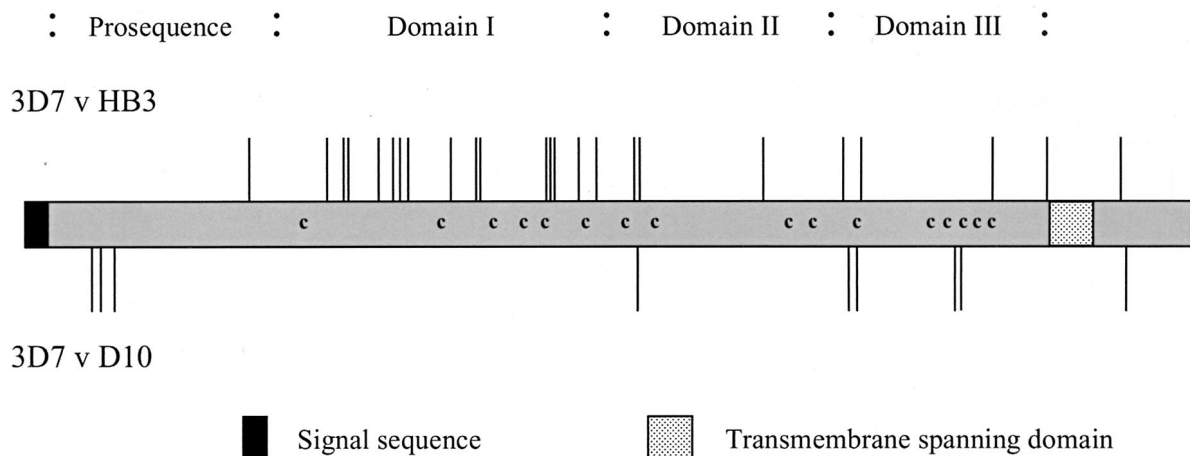 : Prosequence : Domain I : Domain II : Domain III :
3D7 v HB3
c c c c c c c c c c c c c c c c
3D7 v D10
Signal sequence Transmembrane spanning domain